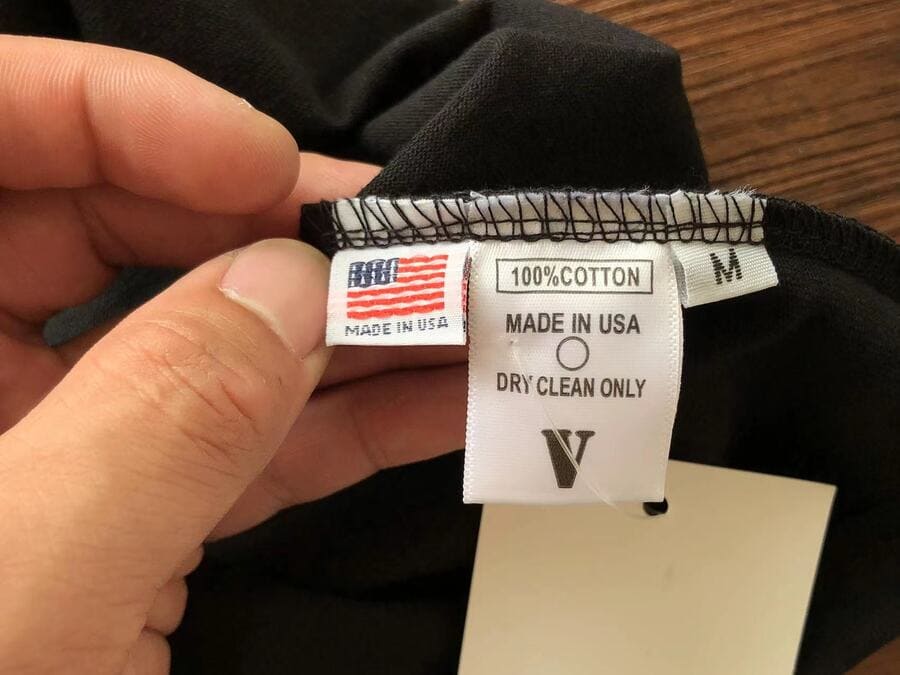 MADE IN USA
100%COTTON
MADE IN USA
DRY CLEAN ONLY
V
M